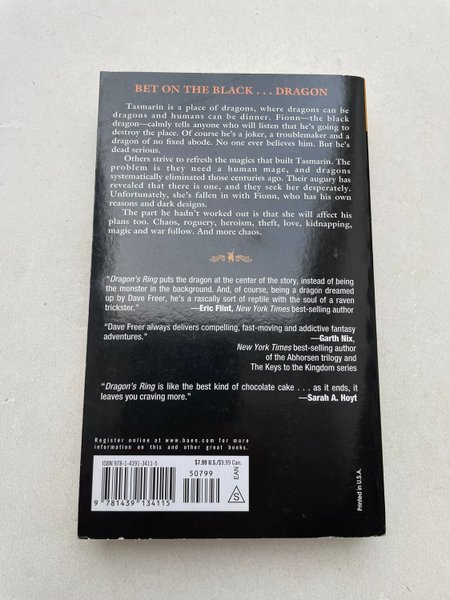 BET ON THE BLACK . . . DRAGON
Tasmarin is a place of dragons, where dragons can be
dragons and humans can be dinner. Fionn—the black
dragon—calmly tells anyone who will listen that he's going to
destroy the place. Of course he's a joker, a troublemaker and a
dragon of no fixed abode. No one ever believes him. But he's
dead serious.
Others strive to refresh the magics that built Tasmarin. The
problem is they need a human mage, and dragons
systematically eliminated those centuries ago. Their augury has
revealed that there is one, and they seek her desperately.
Unfortunately, she's fallen in with Fionn, who has his own
reasons and dark designs.
The part he hadn't worked out is that she will affect his
plans too. Chaos, roguery, heroism, theft, love, kidnapping,
magic and war follow. And more chaos.
"Dragon's Ring puts the dragon at the center of the story, instead of being
the monster in the background. And, of course, being a dragon dreamed
up by Dave Freer, he's a rascally sort of reptile with the soul of a raven
trickster." —Eric Flint, New York Times best-selling author
"Dave Freer always delivers compelling, fast-moving and addictive fantasy
adventures." —Garth Nix,
New York Times best-selling author
of the Abhorsen trilogy and
The Keys to the Kingdom series
"Dragon's Ring is like the best kind of chocolate cake . . . as it ends, it
leaves you craving more." —Sarah A. Hoyt
Register online at www.baen.com for more
information on this and other great books.
ISBN 978-1-4391-3411-5
$7.99 U.S./$9.99 Can.
50799
EAN
S
9 781439 134115
Printed in U.S.A.